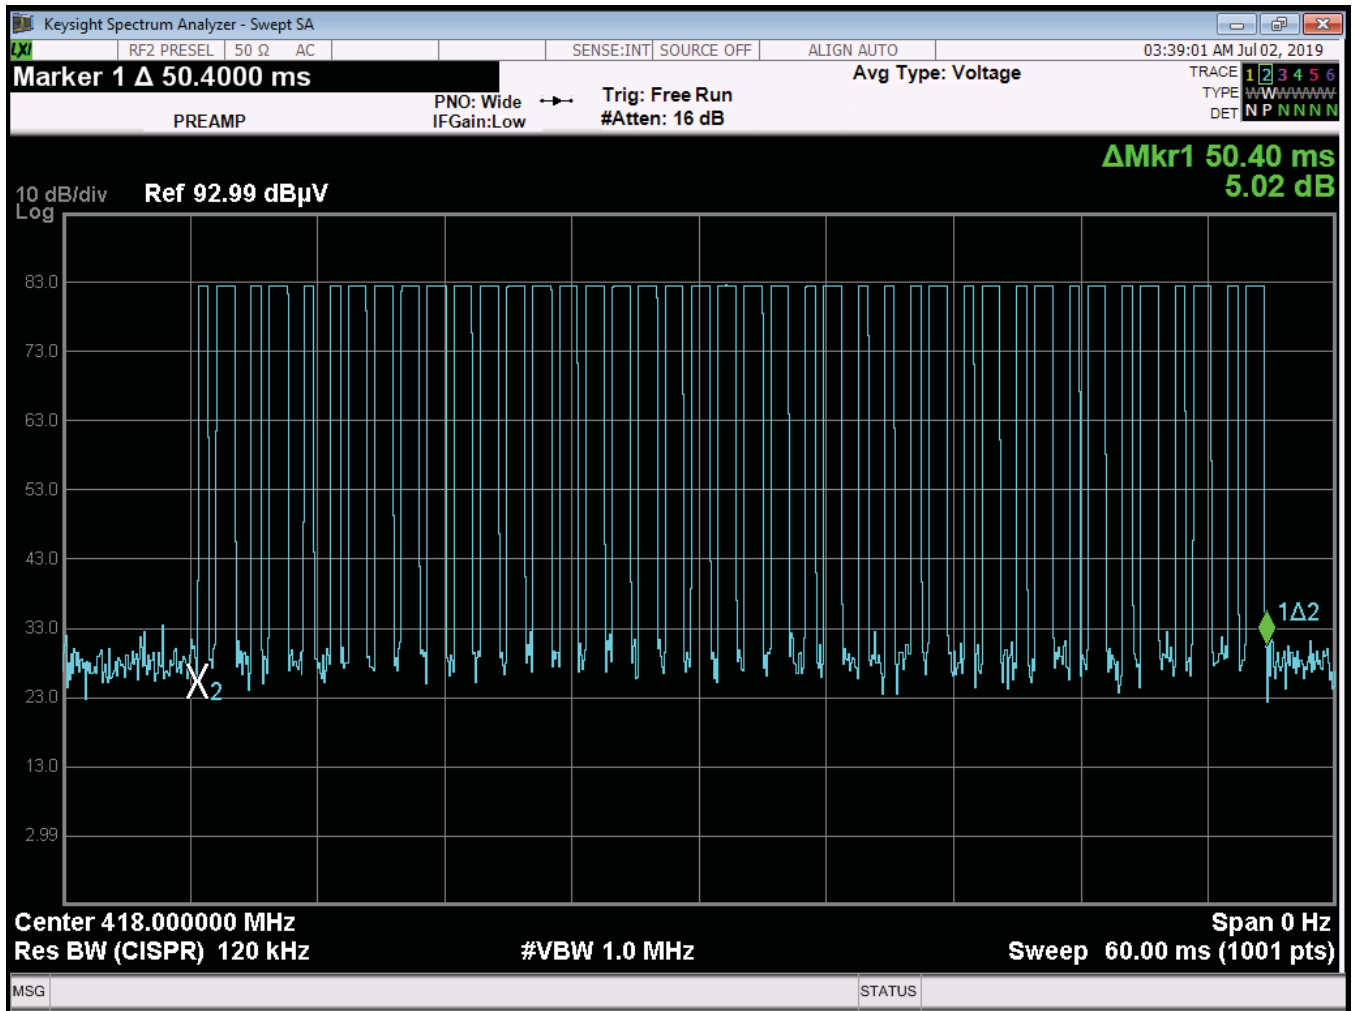 Keysight Spectrum Analyzer - Swept SA
LXI RF2 PRESEL 50 Ω AC SENSE:INT SOURCE OFF ALIGN AUTO 03:39:01 AM Jul 02, 2019
Marker 1 Δ 50.4000 ms
Avg Type: Voltage
TRACE 1 2 3 4 5 6
TYPE W W W W W W
DET N P N N N N
PREAMP
PNO: Wide
IFGain:Low
Trig: Free Run
#Atten: 16 dB
ΔMkr1 50.40 ms
5.02 dB
10 dB/div
Log
Ref 92.99 dBµV
83.0
73.0
63.0
53.0
43.0
33.0
23.0
13.0
2.99
1Δ2
X2
Center 418.000000 MHz
Span 0 Hz
Res BW (CISPR) 120 kHz
#VBW 1.0 MHz
Sweep 60.00 ms (1001 pts)
MSG
STATUS